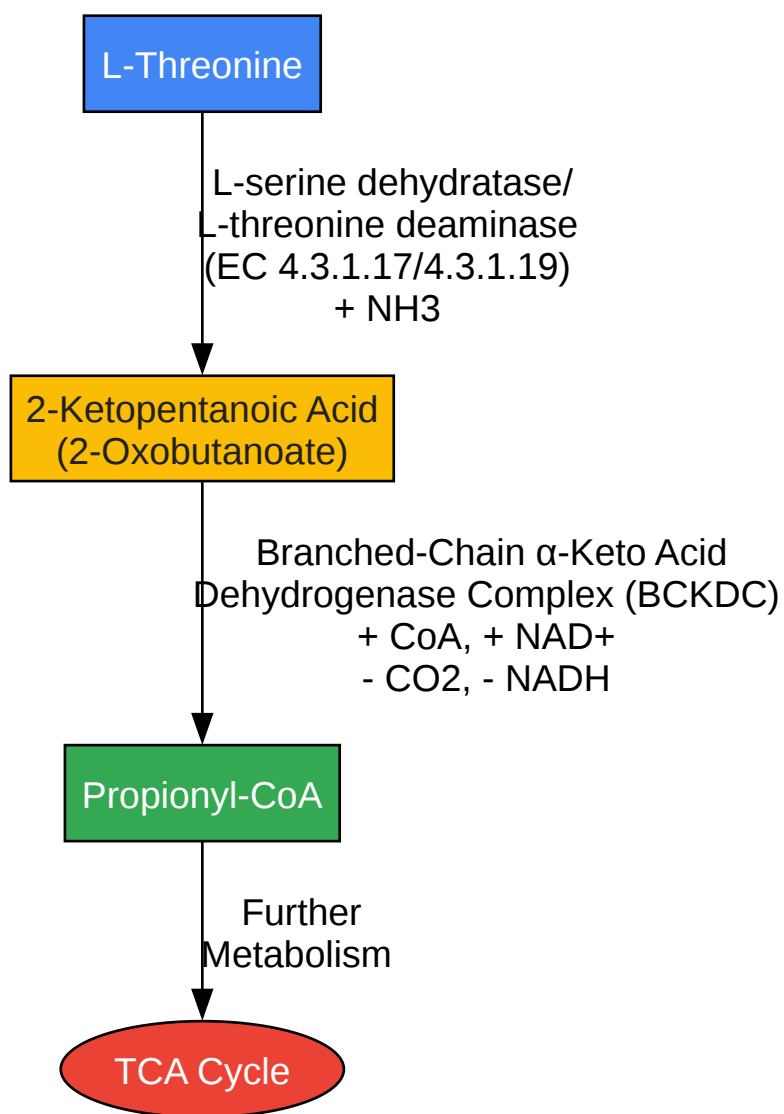 L-Threonine
L-serine dehydratase/
L-threonine deaminase
(EC 4.3.1.17/4.3.1.19)
+ NH3
2-Ketopentanoic Acid
(2-Oxobutanoate)
Branched-Chain α-Keto Acid
Dehydrogenase Complex (BCKDC)
+ CoA, + NAD+
- CO2, - NADH
Propionyl-CoA
Further
Metabolism
TCA Cycle